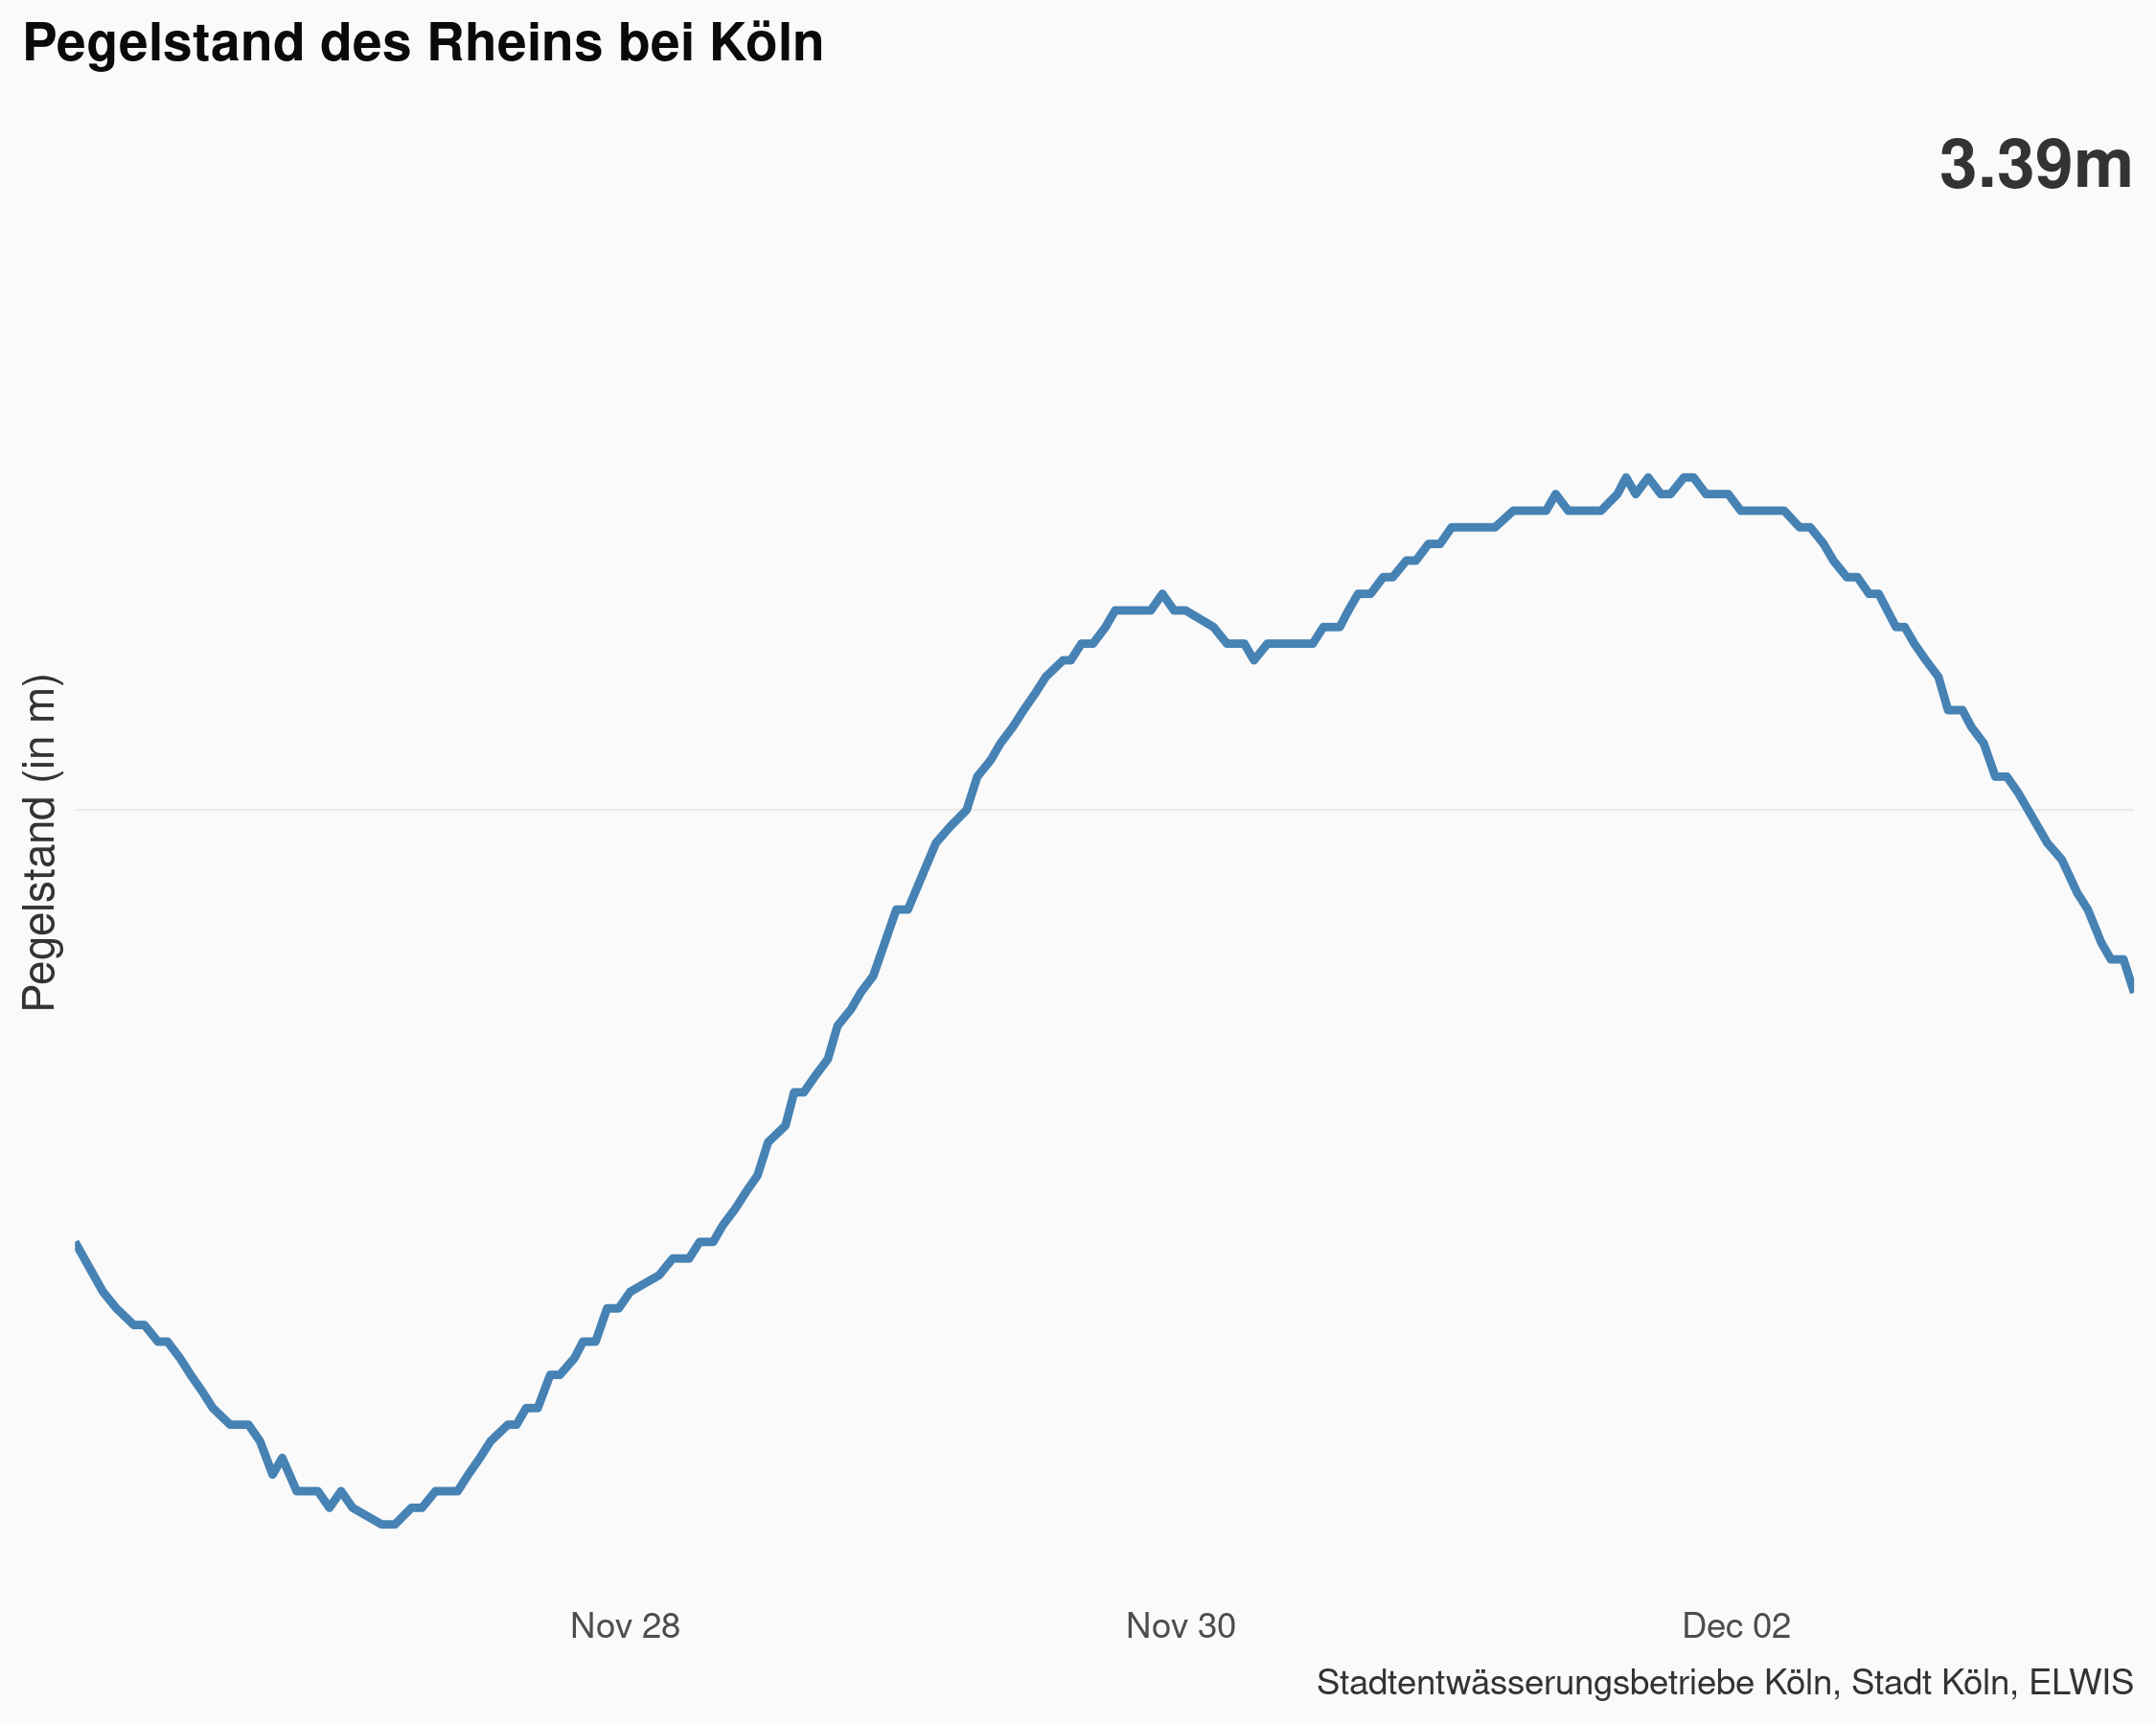 Pegelstand des Rheins bei Köln
3.39m
Pegelstand (in m)
Nov 28
Nov 30
Dec 02
Stadtentwässerungsbetriebe Köln, Stadt Köln, ELWIS